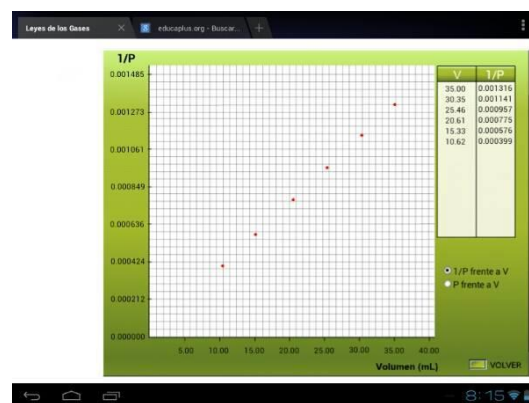 Leyes de los Gases
educaplus.org - Buscar...
1/P
0.001485
0.001273
0.001061
0.000849
0.000636
0.000424
0.000212
0.000000
5.00 10.00 15.00 20.00 25.00 30.00 35.00 40.00
Volumen (mL)
V 1/P
35.00 0.001316
30.35 0.001141
25.46 0.000957
20.61 0.000775
15.33 0.000576
10.62 0.000399
1/P frente a V
P frente a V
VOLVER
8:15